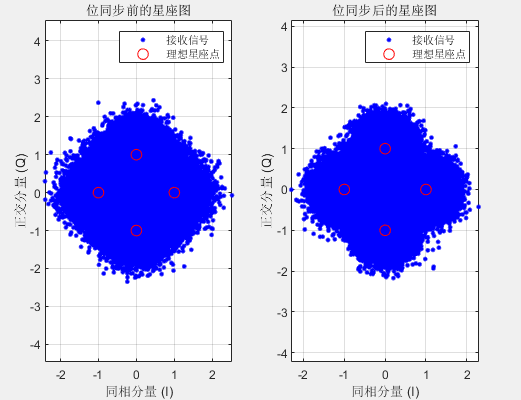 位同步前的星座图
接收信号
理想星座点
正交分量 (Q)
4
3
2
1
0
-1
-2
-3
-4
-2
-1
0
1
2
同相分量 (I)
位同步后的星座图
接收信号
理想星座点
正交分量 (Q)
4
3
2
1
0
-1
-2
-3
-4
-2
-1
0
1
2
同相分量 (I)